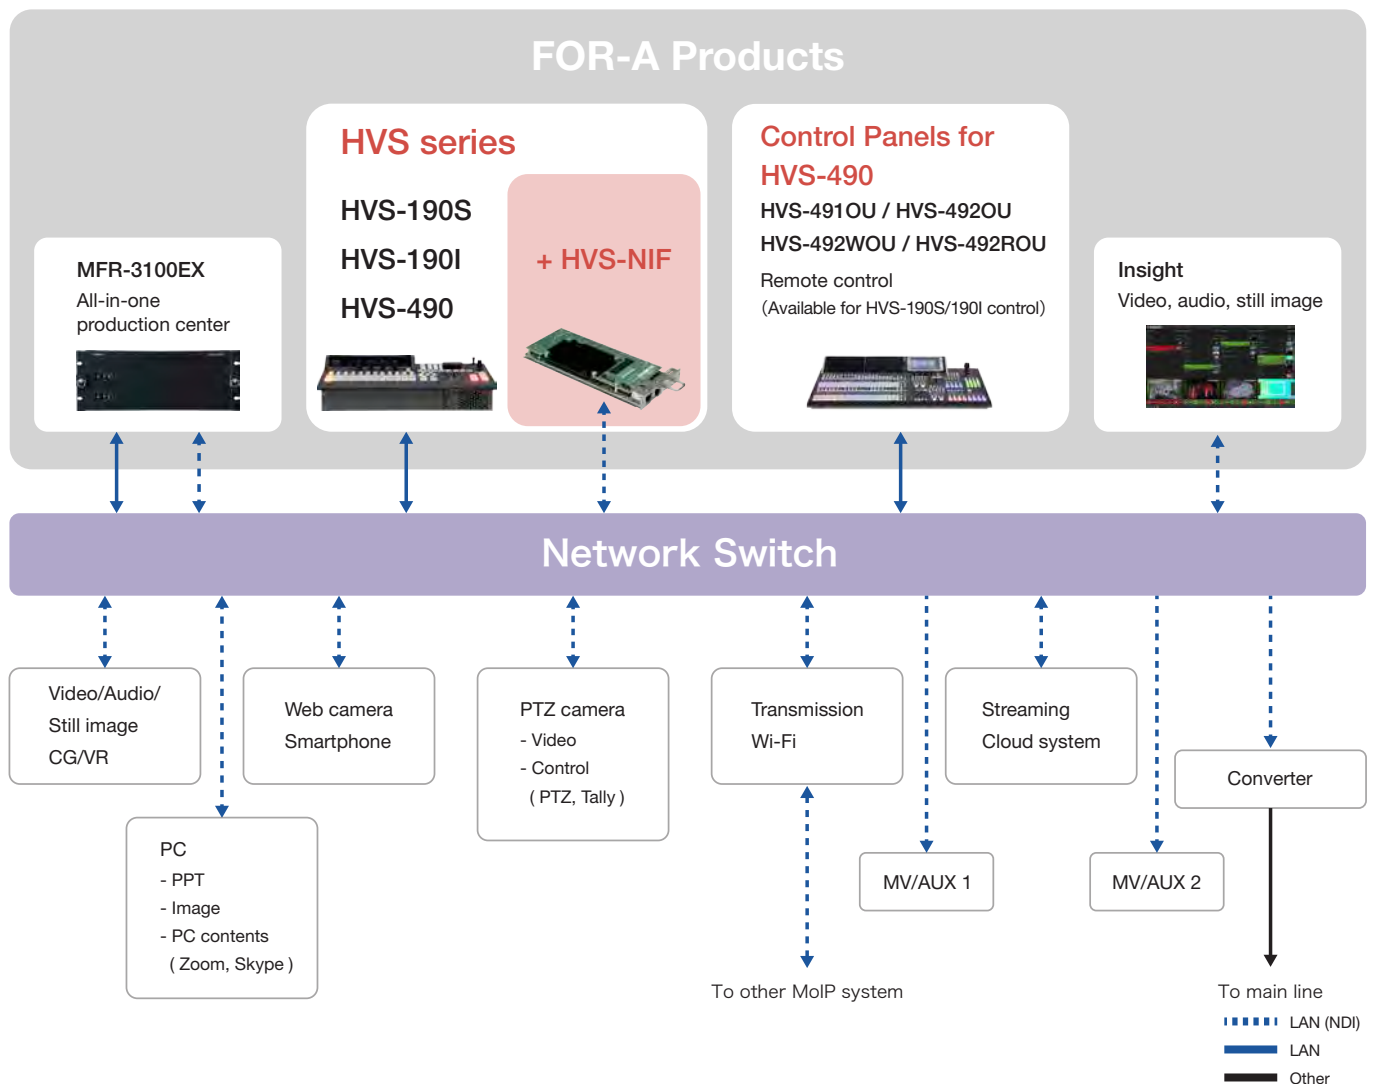 FOR-A Products
MFR-3100EX
All-in-one
production center
HVS series
HVS-190S
HVS-190I
HVS-490
+ HVS-NIF
Control Panels for
HVS-490
HVS-491OU / HVS-492OU
HVS-492WOU / HVS-492ROU
Remote control
(Available for HVS-190S/190I control)
Insight
Video, audio, still image
Network Switch
Video/Audio/
Still image
CG/VR
PC
- PPT
- Image
- PC contents
( Zoom, Skype )
Web camera
Smartphone
PTZ camera
- Video
- Control
( PTZ, Tally )
Transmission
Wi-Fi
To other MoIP system
MV/AUX 1
Streaming
Cloud system
MV/AUX 2
Converter
To main line
LAN (NDI)
LAN
Other